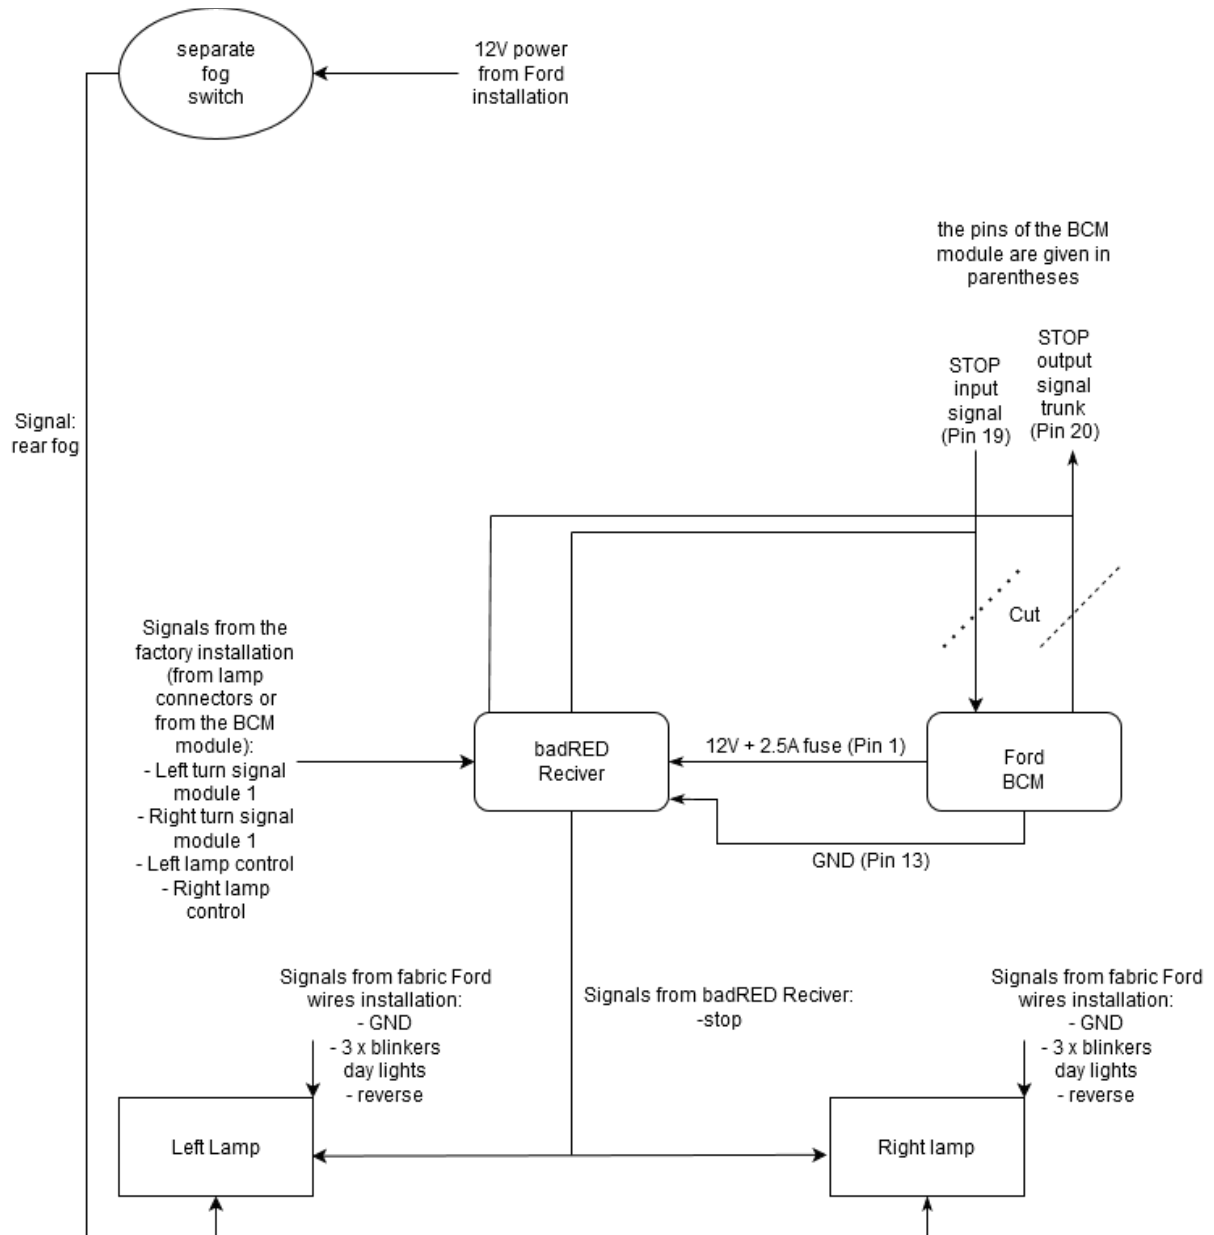 separate
fog
switch
12V power
from Ford
installation
the pins of the BCM
module are given in
parentheses
STOP
input
signal
(Pin 19)
STOP
output
signal
trunk
(Pin 20)
Signal:
rear fog
Cut
Signals from the
factory installation
(from lamp
connectors or
from the BCM
module):
- Left turn signal
module 1
- Right turn signal
module 1
- Left lamp control
- Right lamp
control
badRED
Reciver
12V + 2.5A fuse (Pin 1)
Ford
BCM
GND (Pin 13)
Signals from fabric Ford
wires installation:
- GND
- 3 x blinkers
day lights
- reverse
Signals from badRED Reciver:
-stop
Signals from fabric Ford
wires installation:
- GND
- 3 x blinkers
day lights
- reverse
Left Lamp
Right lamp